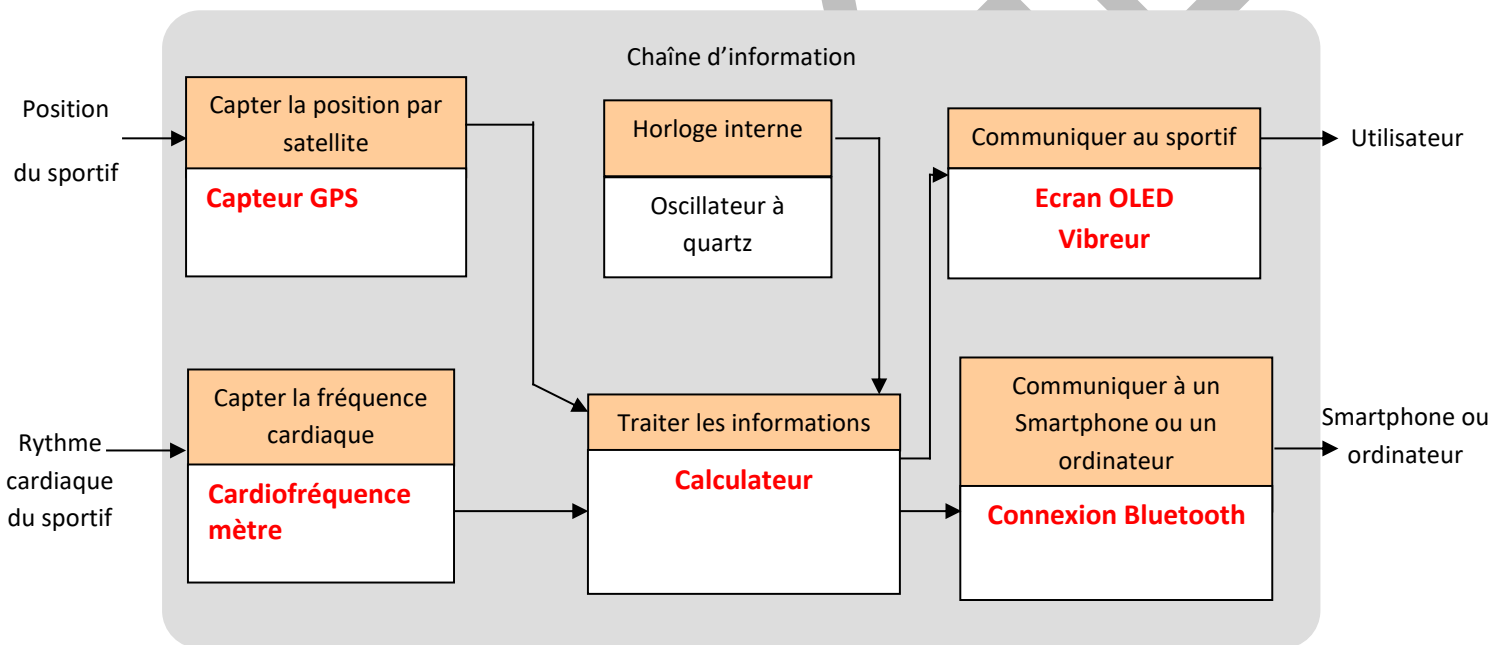 Chaîne d'information
Position
du sportif
Capter la position par
satellite
Capteur GPS
Horloge interne
Oscillateur à
quartz
Communiquer au sportif
Ecran OLED
Vibreur
Utilisateur
Rythme
cardiaque
du sportif
Capter la fréquence
cardiaque
Cardiofréquence
mètre
Traiter les informations
Calculateur
Communiquer à un
Smartphone ou un
ordinateur
Connexion Bluetooth
Smartphone ou
ordinateur